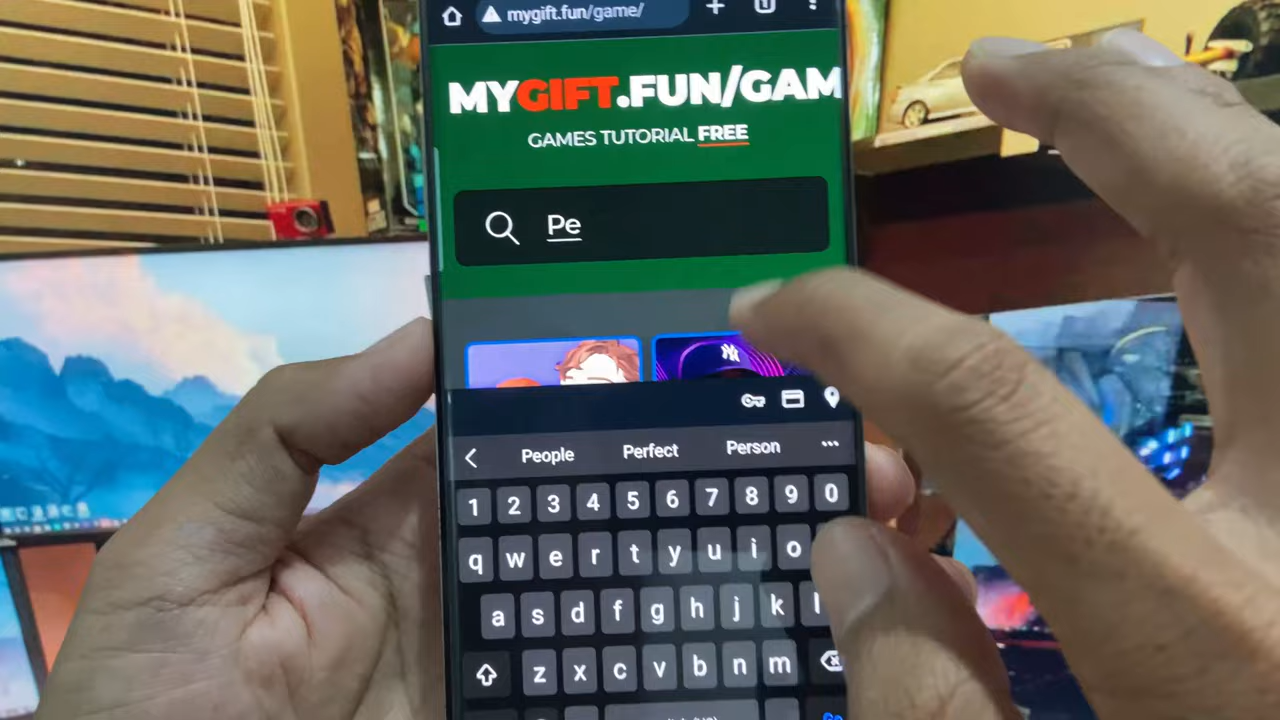 mygift.fun/game/
MYGIFT.FUN/GAM
GAMES TUTORIAL FREE
Pe
People Perfect Person
1 2 3 4 5 6 7 8 9 0
q w e r t y u i o
a s d f g h j k l
z x c v b n m